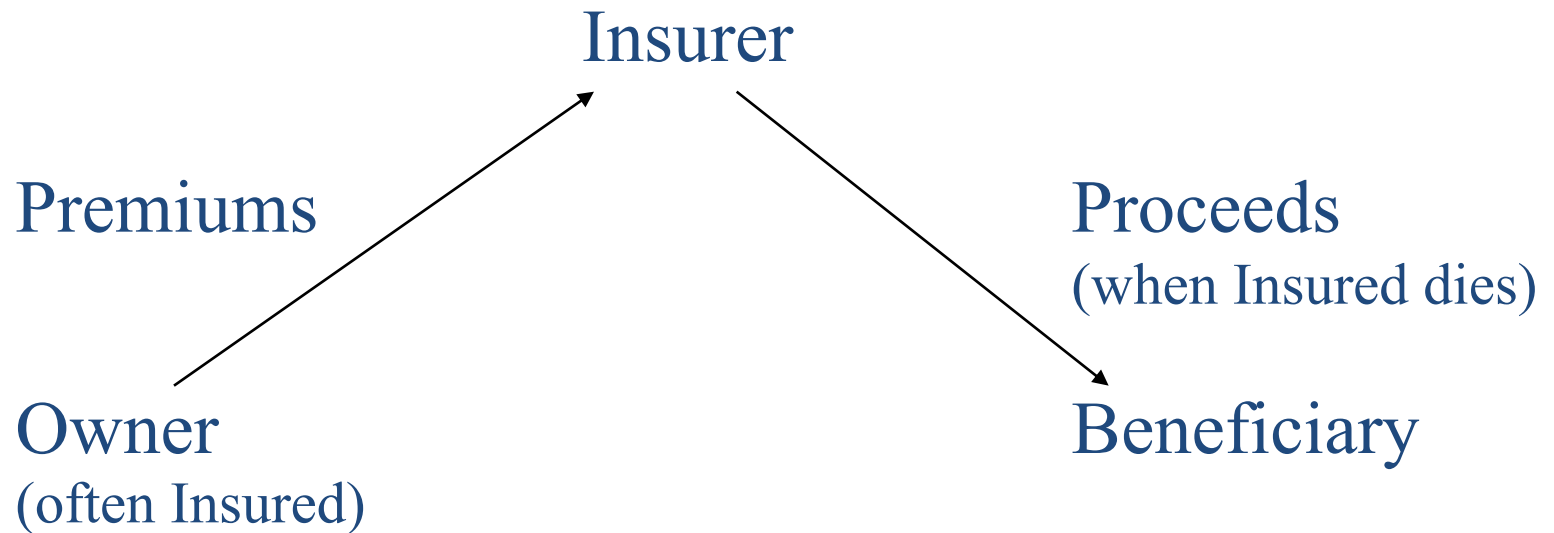 Insurer
Premiums
Proceeds
(when Insured dies)
Owner
(often Insured)
Beneficiary